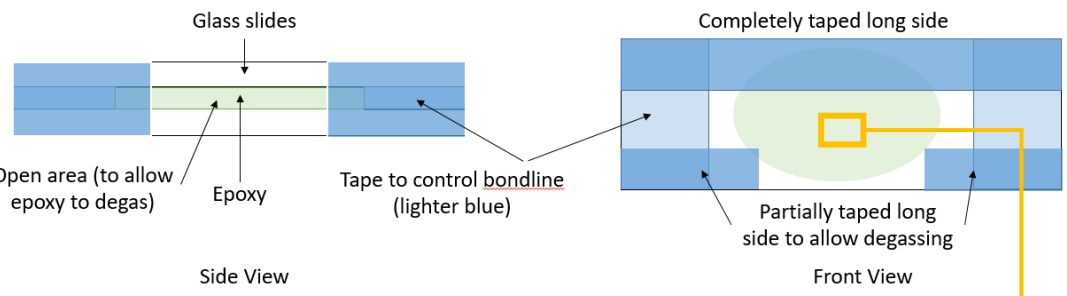 Glass slides
Completely taped long side
Open area (to allow
epoxy to degas)
Epoxy
Tape to control bondline
(lighter blue)
Partially taped long
side to allow degassing
Side View
Front View